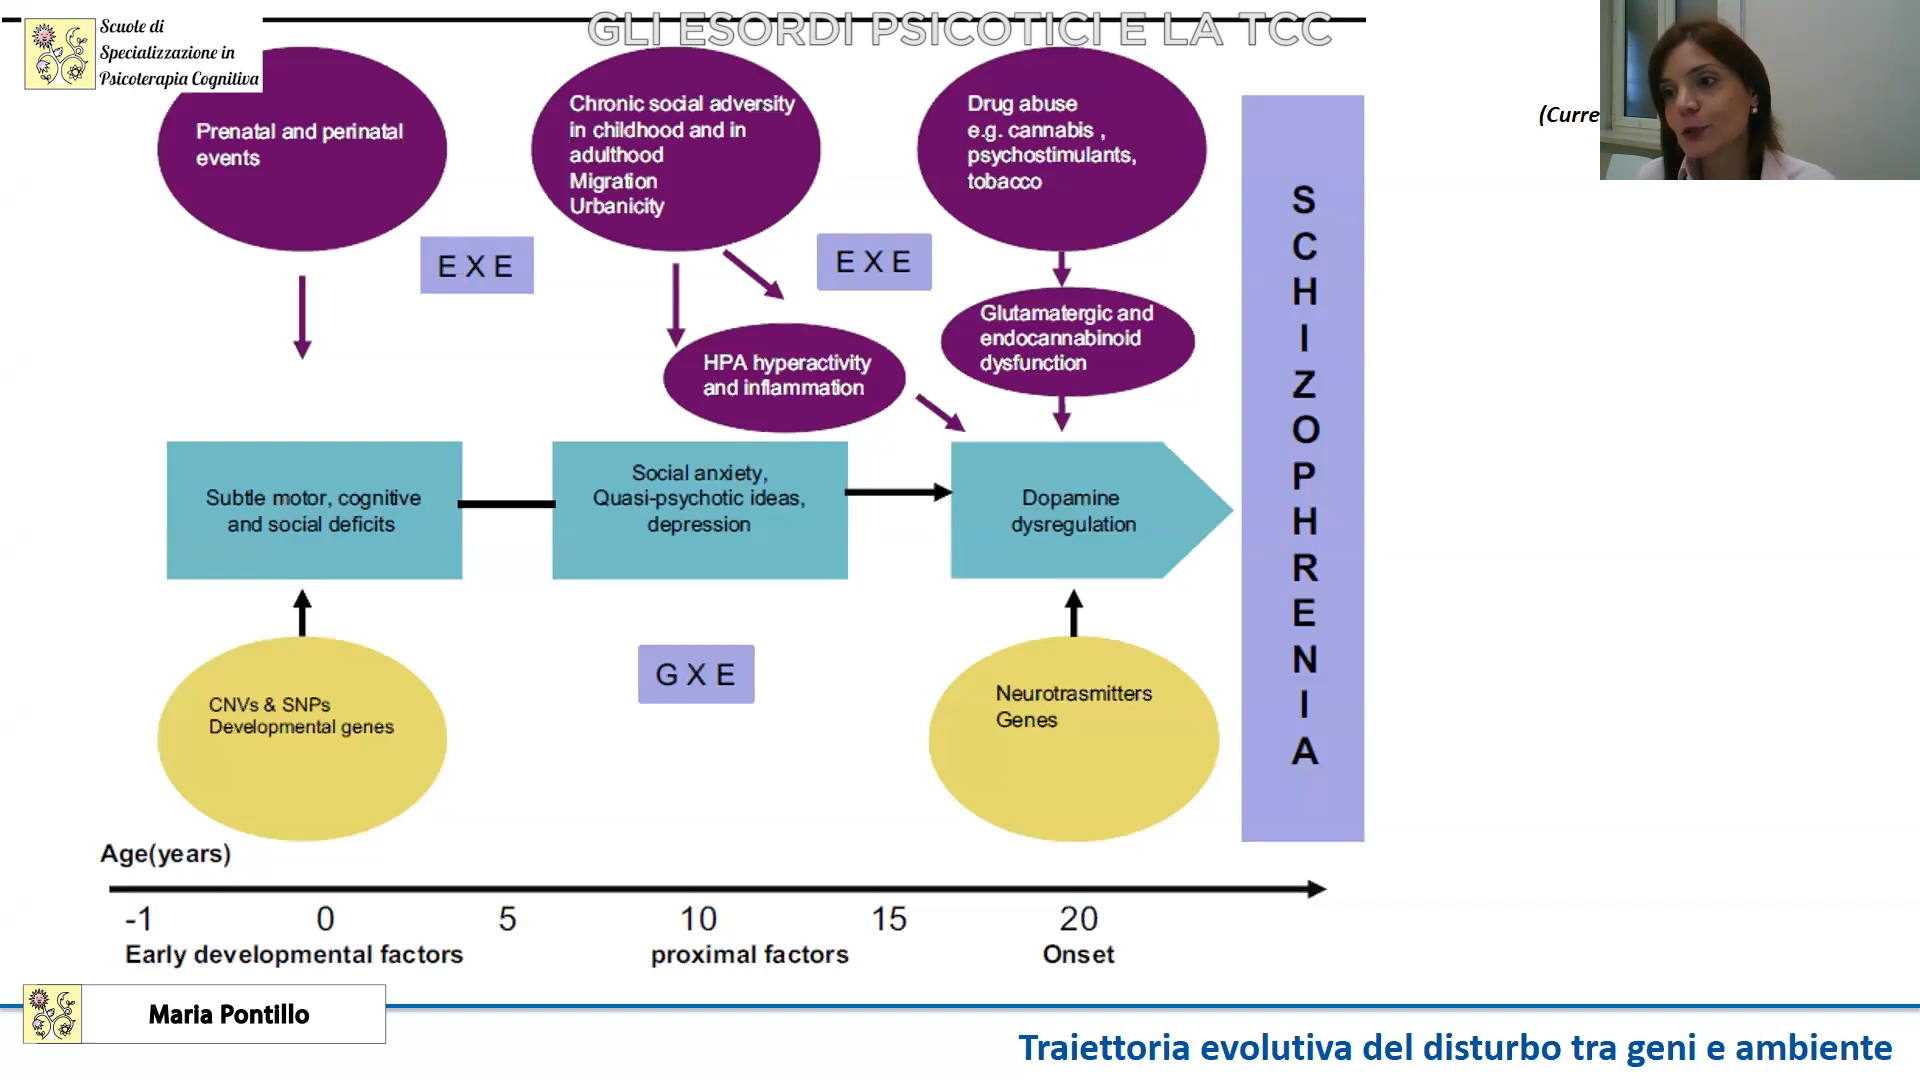 GLI ESORDI PSICOTICI E LA TCC
Scuole di
Specializzazione in
Psicoterapia Cognitiva
Prenatal and perinatal
events
Chronic social adversity
in childhood and in
adulthood
Migration
Urbanicity
Drug abuse
e.g. cannabis ,
psychostimulants,
tobacco
(Curre
E X E
E X E
HPA hyperactivity
and inflammation
Glutamatergic and
endocannabinoid
dysfunction
Subtle motor, cognitive
and social deficits
Social anxiety,
Quasi-psychotic ideas,
depression
Dopamine
dysregulation
SCHIZOPHRENIA
CNVs & SNPs
Developmental genes
G X E
Neurotrasmitters
Genes
Age(years)
-1 0 5 10 15 20
Early developmental factors proximal factors Onset
Maria Pontillo
Traiettoria evolutiva del disturbo tra geni e ambiente